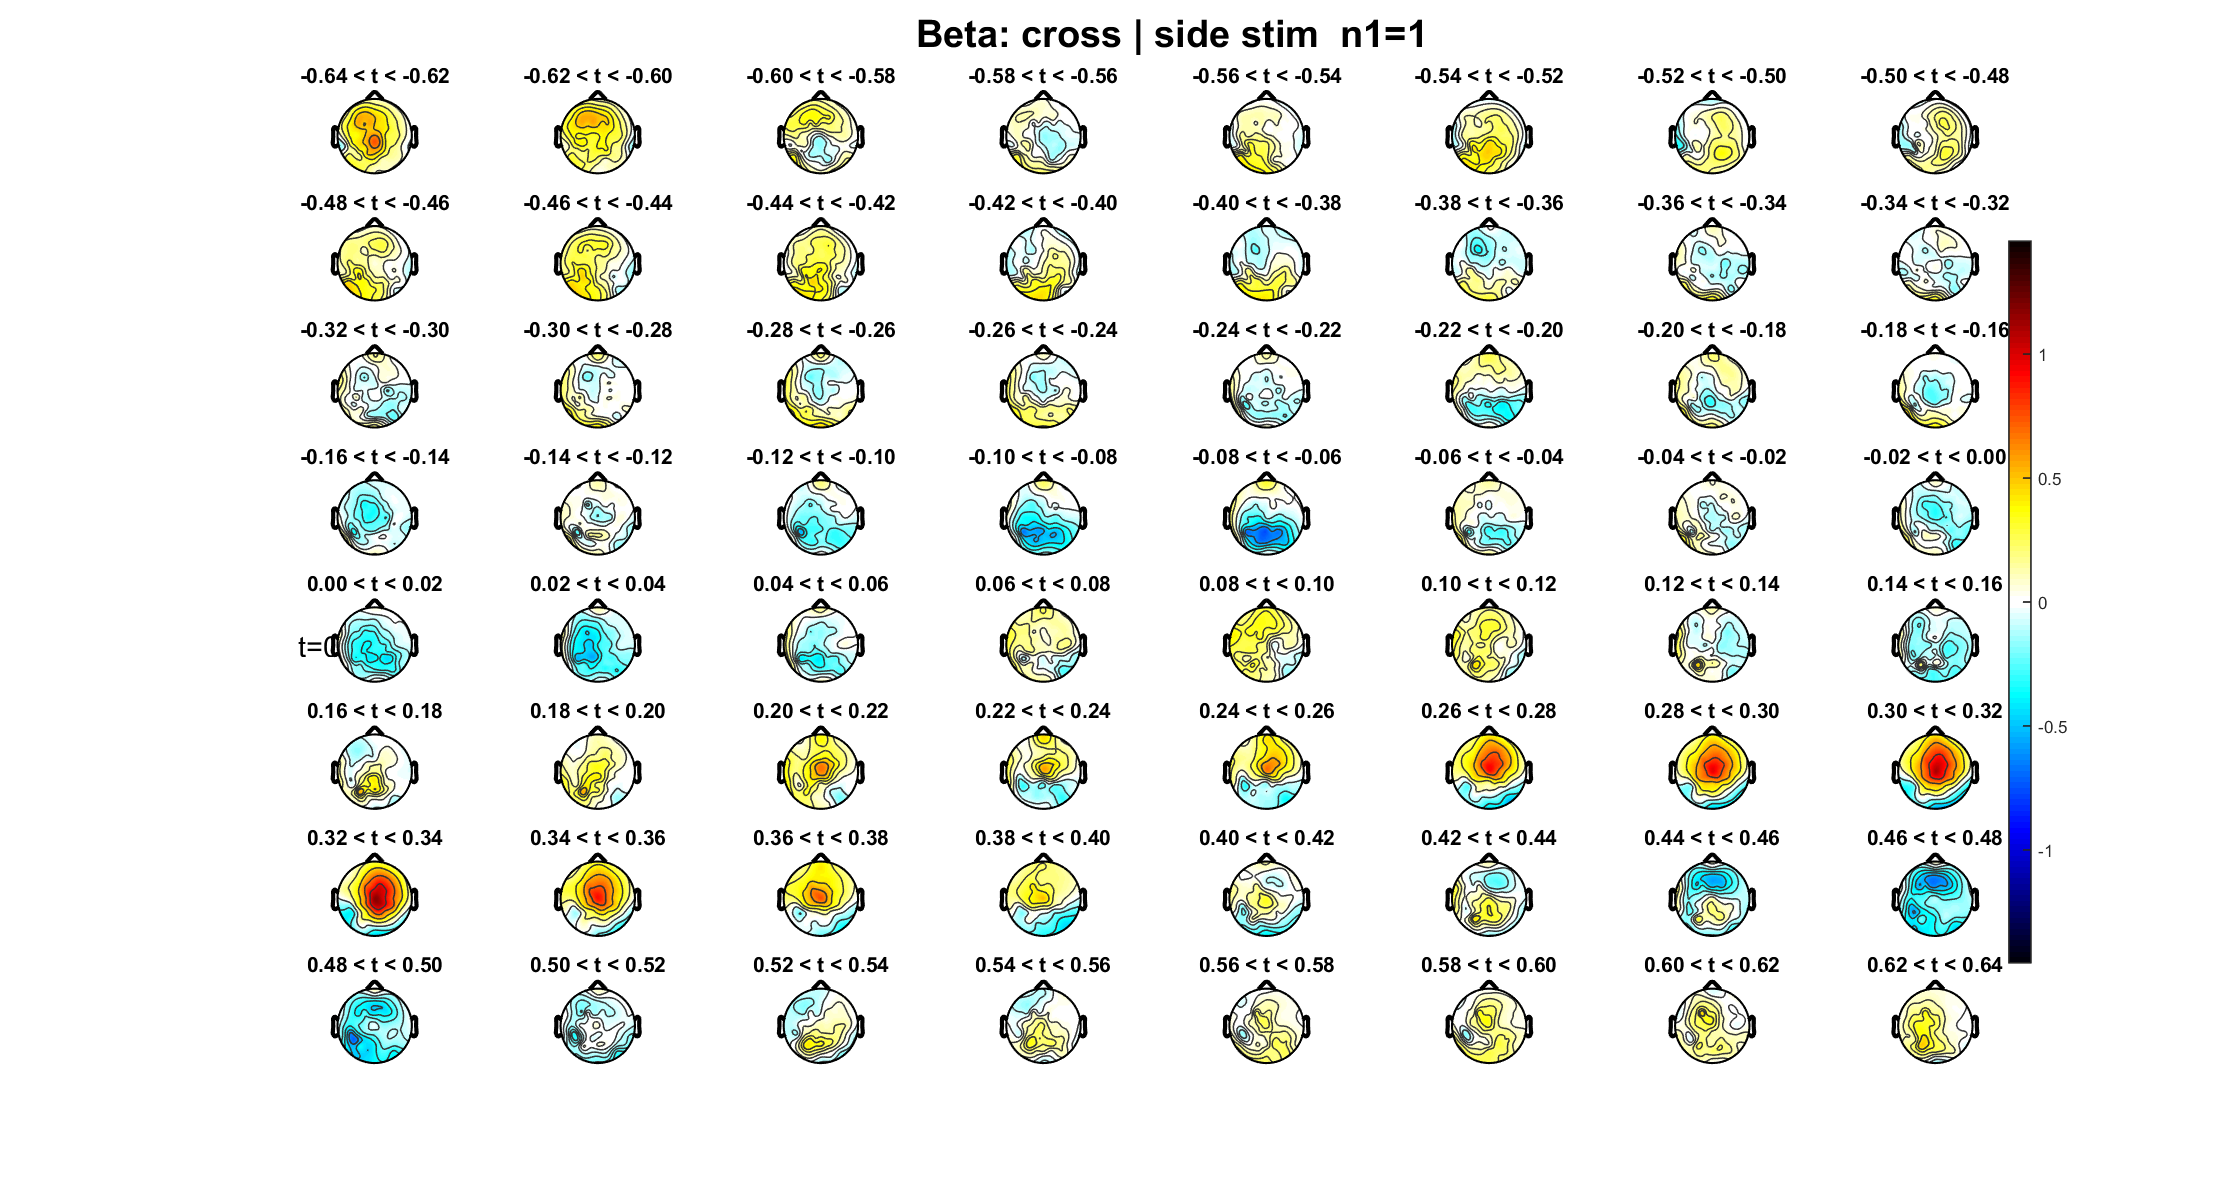 Beta: cross | side stim  n1=1
-0.64 < t < -0.62
-0.62 < t < -0.60
-0.60 < t < -0.58
-0.58 < t < -0.56
-0.56 < t < -0.54
-0.54 < t < -0.52
-0.52 < t < -0.50
-0.50 < t < -0.48
-0.48 < t < -0.46
-0.46 < t < -0.44
-0.44 < t < -0.42
-0.42 < t < -0.40
-0.40 < t < -0.38
-0.38 < t < -0.36
-0.36 < t < -0.34
-0.34 < t < -0.32
-0.32 < t < -0.30
-0.30 < t < -0.28
-0.28 < t < -0.26
-0.26 < t < -0.24
-0.24 < t < -0.22
-0.22 < t < -0.20
-0.20 < t < -0.18
-0.18 < t < -0.16
-0.16 < t < -0.14
-0.14 < t < -0.12
-0.12 < t < -0.10
-0.10 < t < -0.08
-0.08 < t < -0.06
-0.06 < t < -0.04
-0.04 < t < -0.02
-0.02 < t < 0.00
0.00 < t < 0.02
0.02 < t < 0.04
0.04 < t < 0.06
0.06 < t < 0.08
0.08 < t < 0.10
0.10 < t < 0.12
0.12 < t < 0.14
0.14 < t < 0.16
t=0
0.16 < t < 0.18
0.18 < t < 0.20
0.20 < t < 0.22
0.22 < t < 0.24
0.24 < t < 0.26
0.26 < t < 0.28
0.28 < t < 0.30
0.30 < t < 0.32
0.32 < t < 0.34
0.34 < t < 0.36
0.36 < t < 0.38
0.38 < t < 0.40
0.40 < t < 0.42
0.42 < t < 0.44
0.44 < t < 0.46
0.46 < t < 0.48
0.48 < t < 0.50
0.50 < t < 0.52
0.52 < t < 0.54
0.54 < t < 0.56
0.56 < t < 0.58
0.58 < t < 0.60
0.60 < t < 0.62
0.62 < t < 0.64
1
0.5
0
-0.5
-1